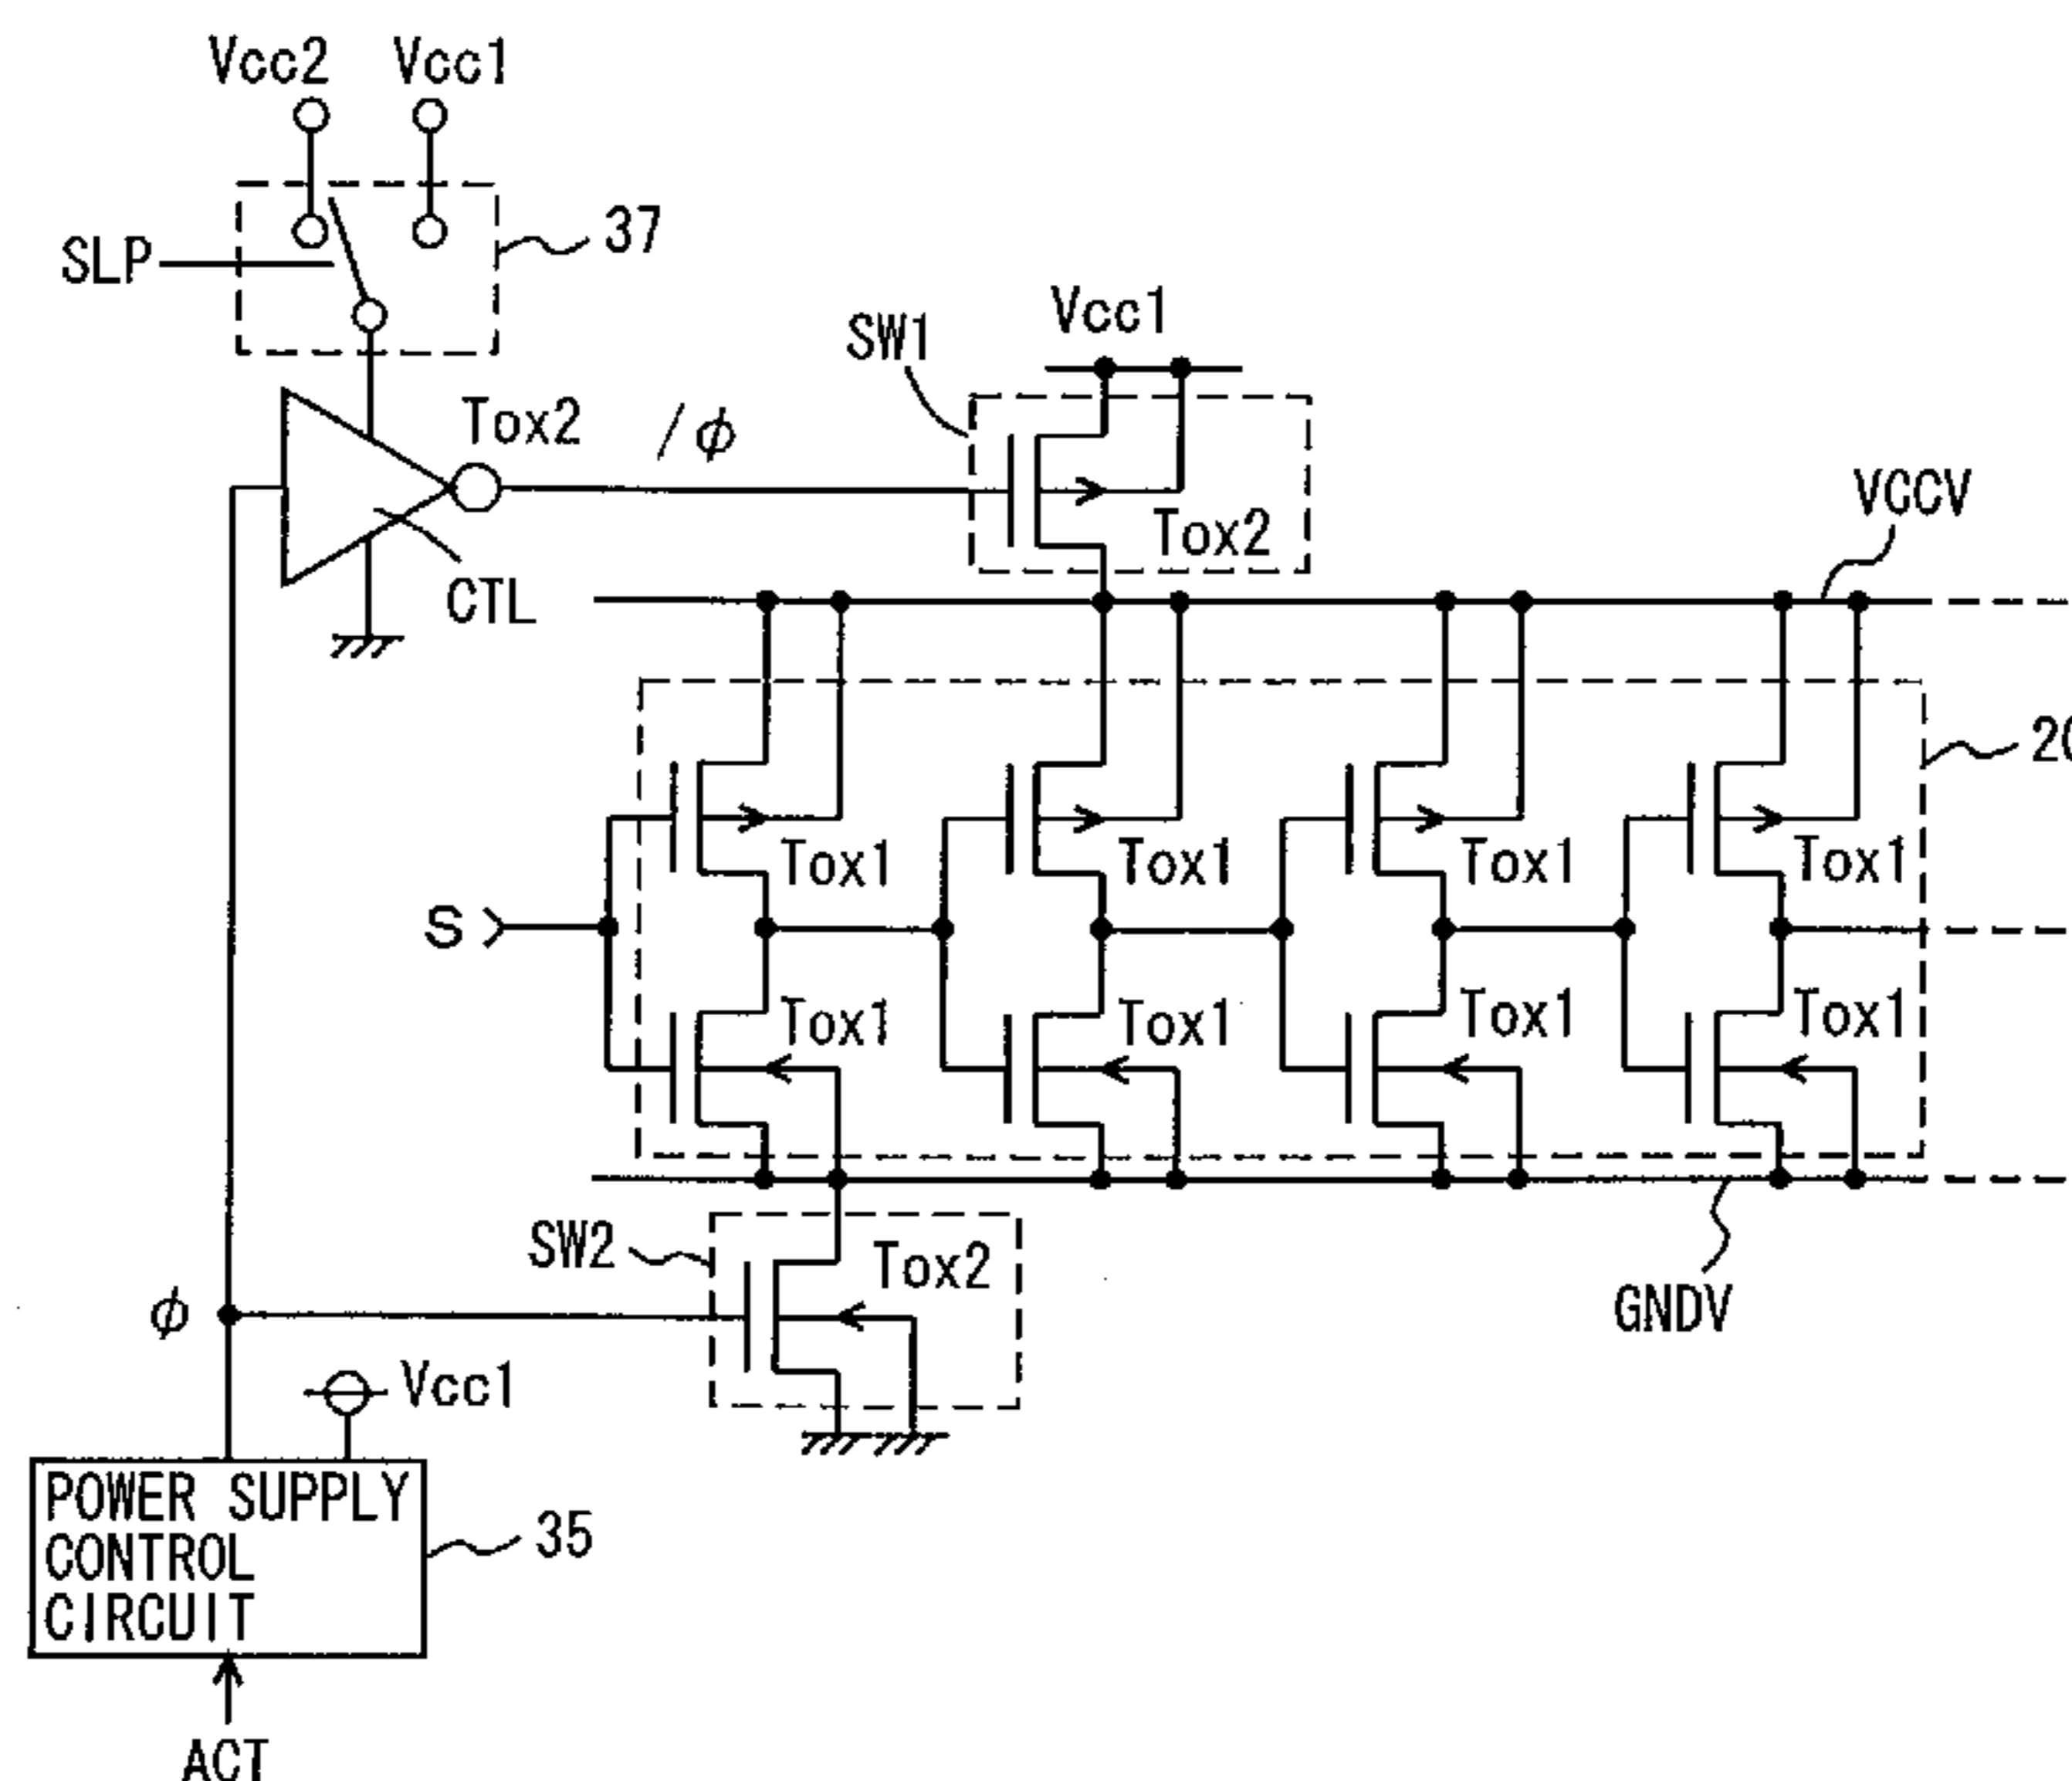 Vcc2 Vcc1
SLP
37
Vcc1
SW1
Tox2
/φ
VCCV
Tox2
CTL
Tox1 Tox1 Tox1 Tox1
S
Tox1 Tox1 Tox1 Tox1
SW2
Tox2
φ
GNDV
Vcc1
POWER SUPPLY
CONTROL
CIRCUIT
35
ACT